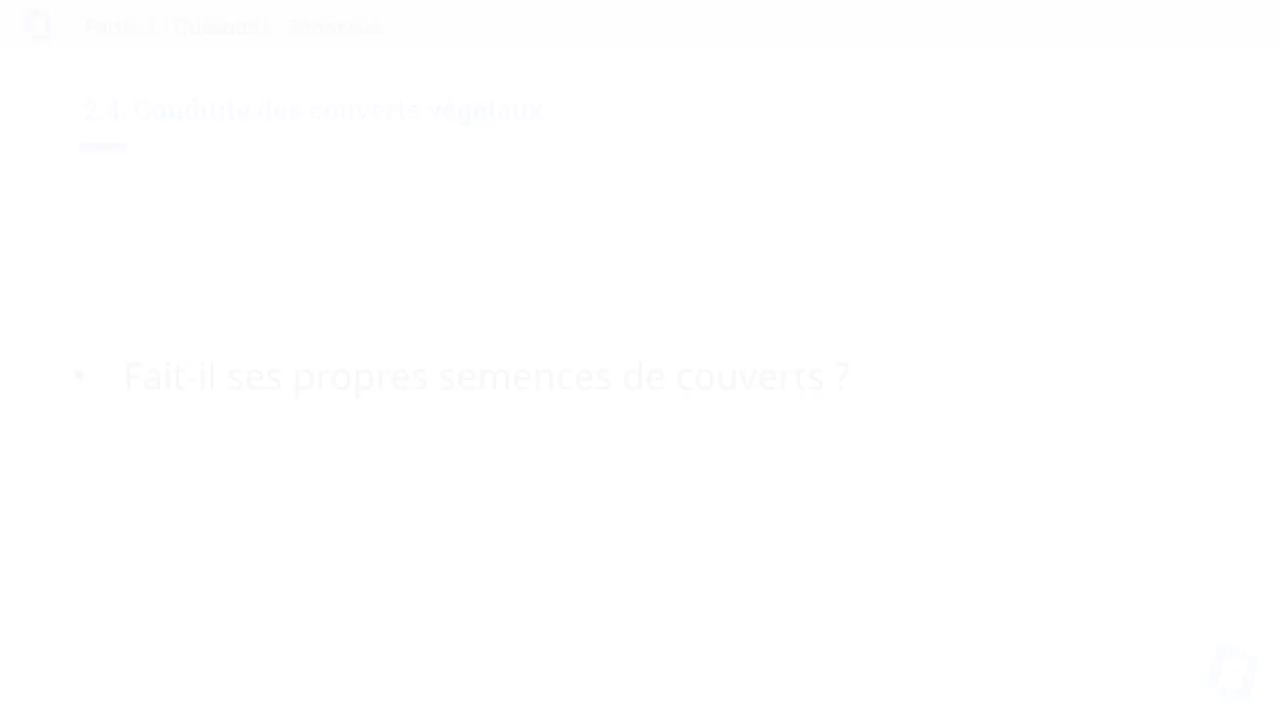 2.4. Conduite des couverts végétaux
• Fait-il ses propres semences de couverts ?